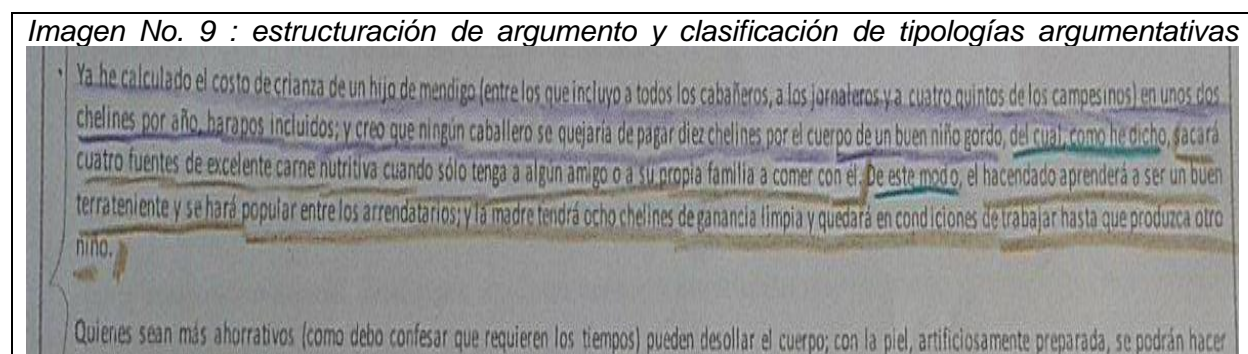 Imagen No. 9 : estructuración de argumento y clasificación de tipologías argumentativas
Ya he calculado el costo de crianza de un hijo de mendigo (entre los que incluyo a todos los cabañeros, a los jornaleros y a cuatro quintos de los campesinos) en unos dos
chelines por año, harapos incluidos; y creo que ningún caballero se quejaría de pagar diez chelines por el cuerpo de un buen niño gordo, del cual, como he dicho, sacará
cuatro fuentes de excelente carne nutritiva cuando sólo tenga a algún amigo o a su propia familia a comer con él. De este modo, el hacendado aprenderá a ser un buen
terrateniente y se hará popular entre los arrendatarios; y la madre tendrá ocho chelines de ganancia limpia y quedará en condiciones de trabajar hasta que produzca otro
niño.
Quienes sean más ahorrativos (como debo confesar que requieren los tiempos) pueden desollar el cuerpo; con la piel, artificiosamente preparada, se podrán hacer